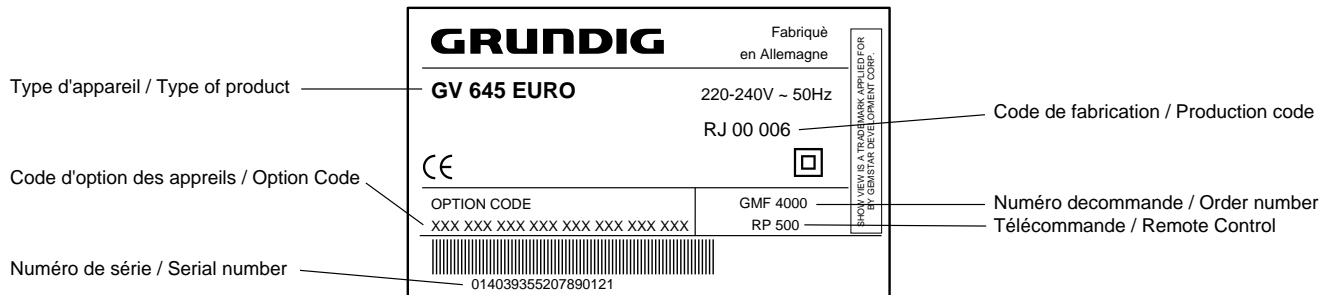 GRUNDIG
Fabriquè
en Allemagne
Type d'appareil / Type of product
GV 645 EURO
220-240V ~ 50Hz
RJ 00 006
Code de fabrication / Production code
SHOW VIEW IS A TRADEMARK APPLIED FOR
BY GEMSTAR DEVELOPMENT CORP.
CE
Code d'option des appreils / Option Code
OPTION CODE
XXX XXX XXX XXX XXX XXX XXX XXX
GMF 4000
Numéro decommande / Order number
RP 500
Télécommande / Remote Control
Numéro de série / Serial number
014039355207890121